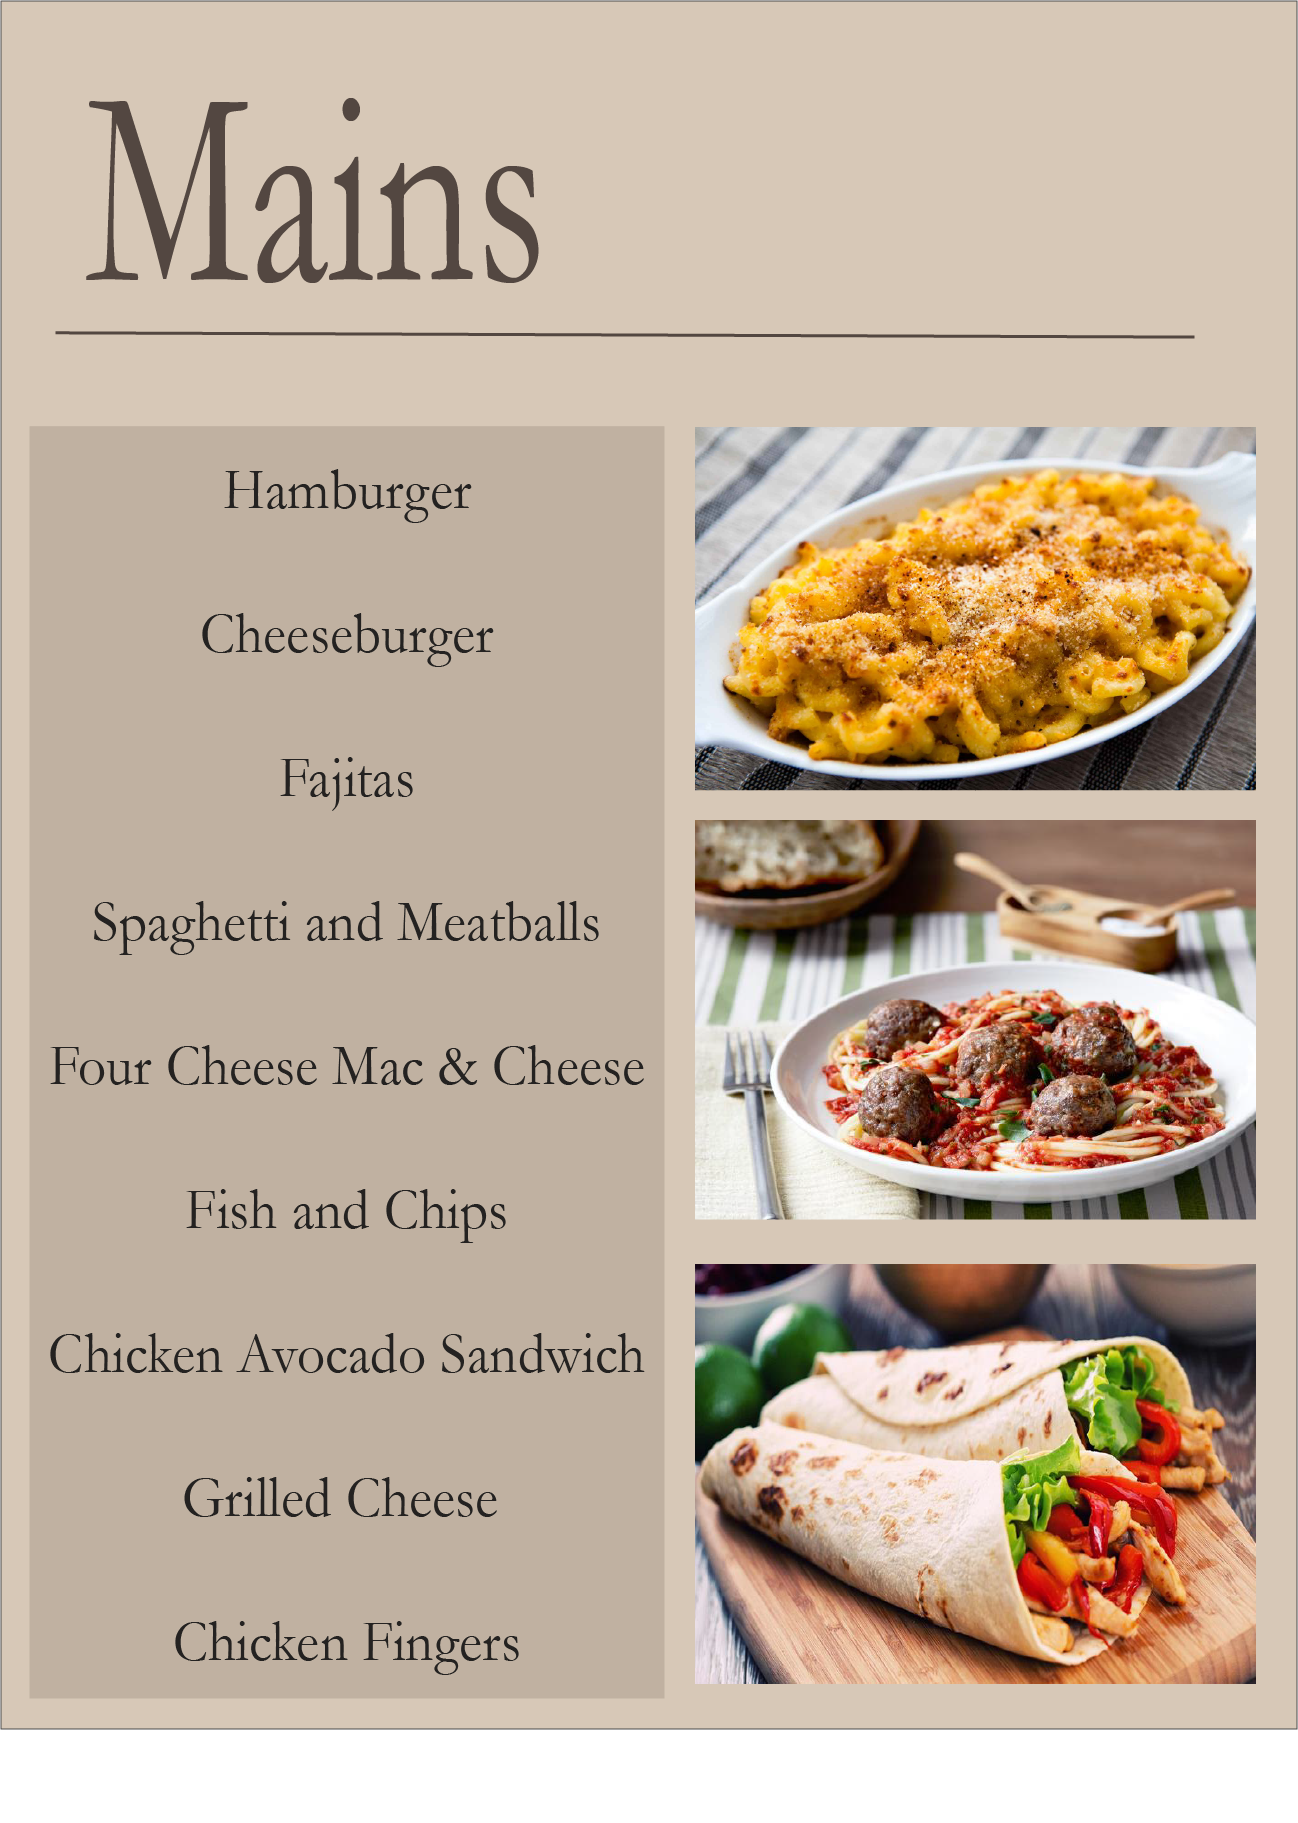 Mains
Hamburger
Cheeseburger
Fajitas
Spaghetti and Meatballs
Four Cheese Mac & Cheese
Fish and Chips
Chicken Avocado Sandwich
Grilled Cheese
Chicken Fingers